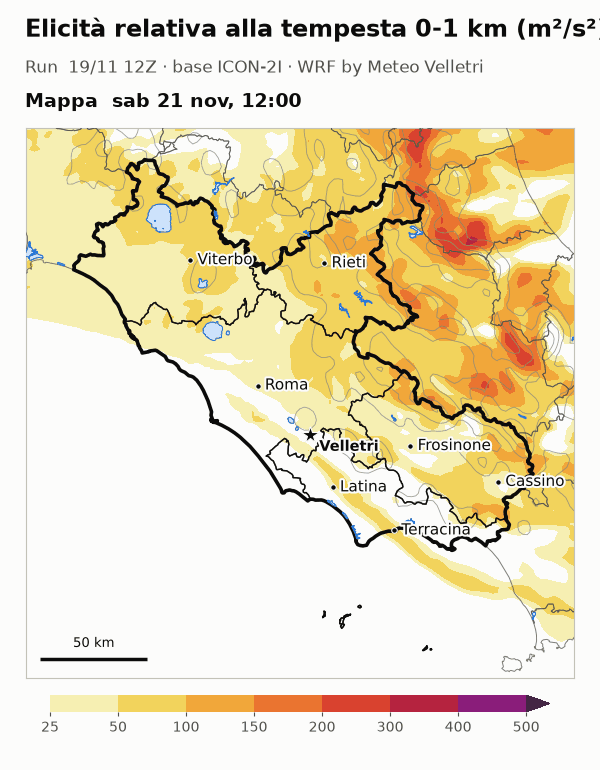 Elicità relativa alla tempesta 0-1 km (m²/s²)
Run 19/11 12Z · base ICON-2I · WRF by Meteo Velletri
Mappa sab 21 nov, 12:00
Viterbo
Rieti
Roma
Velletri
Frosinone
Latina
Cassino
Terracina
50 km
25 50 100 150 200 300 400 500